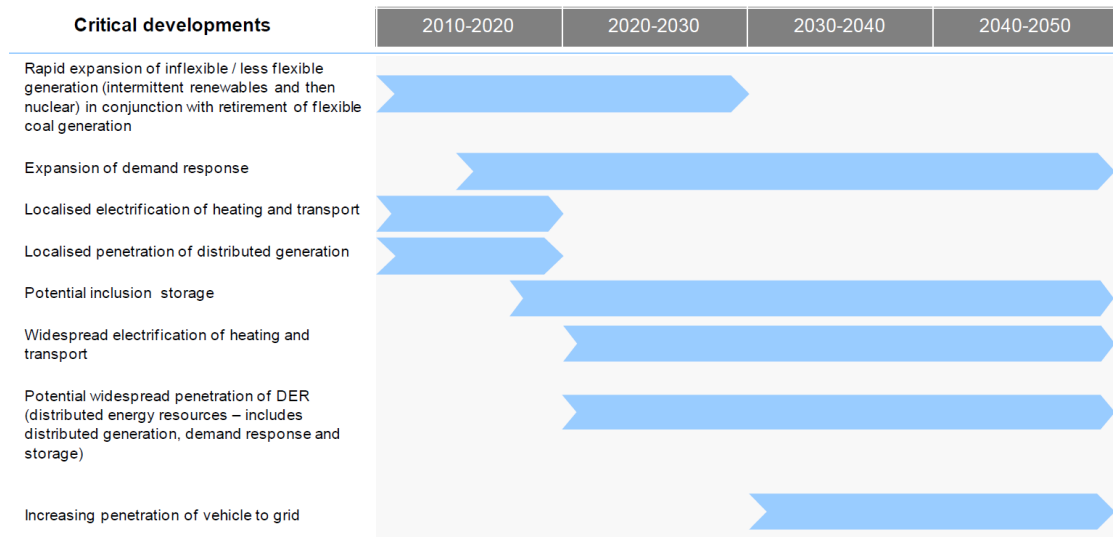 Critical developments
2010-2020
2020-2030
2030-2040
2040-2050
Rapid expansion of inflexible / less flexible
generation (intermittent renewables and then
nuclear) in conjunction with retirement of flexible
coal generation
Expansion of demand response
Localised electrification of heating and transport
Localised penetration of distributed generation
Potential inclusion  storage
Widespread electrification of heating and
transport
Potential widespread penetration of DER
(distributed energy resources – includes
distributed generation, demand response and
storage)
Increasing penetration of vehicle to grid